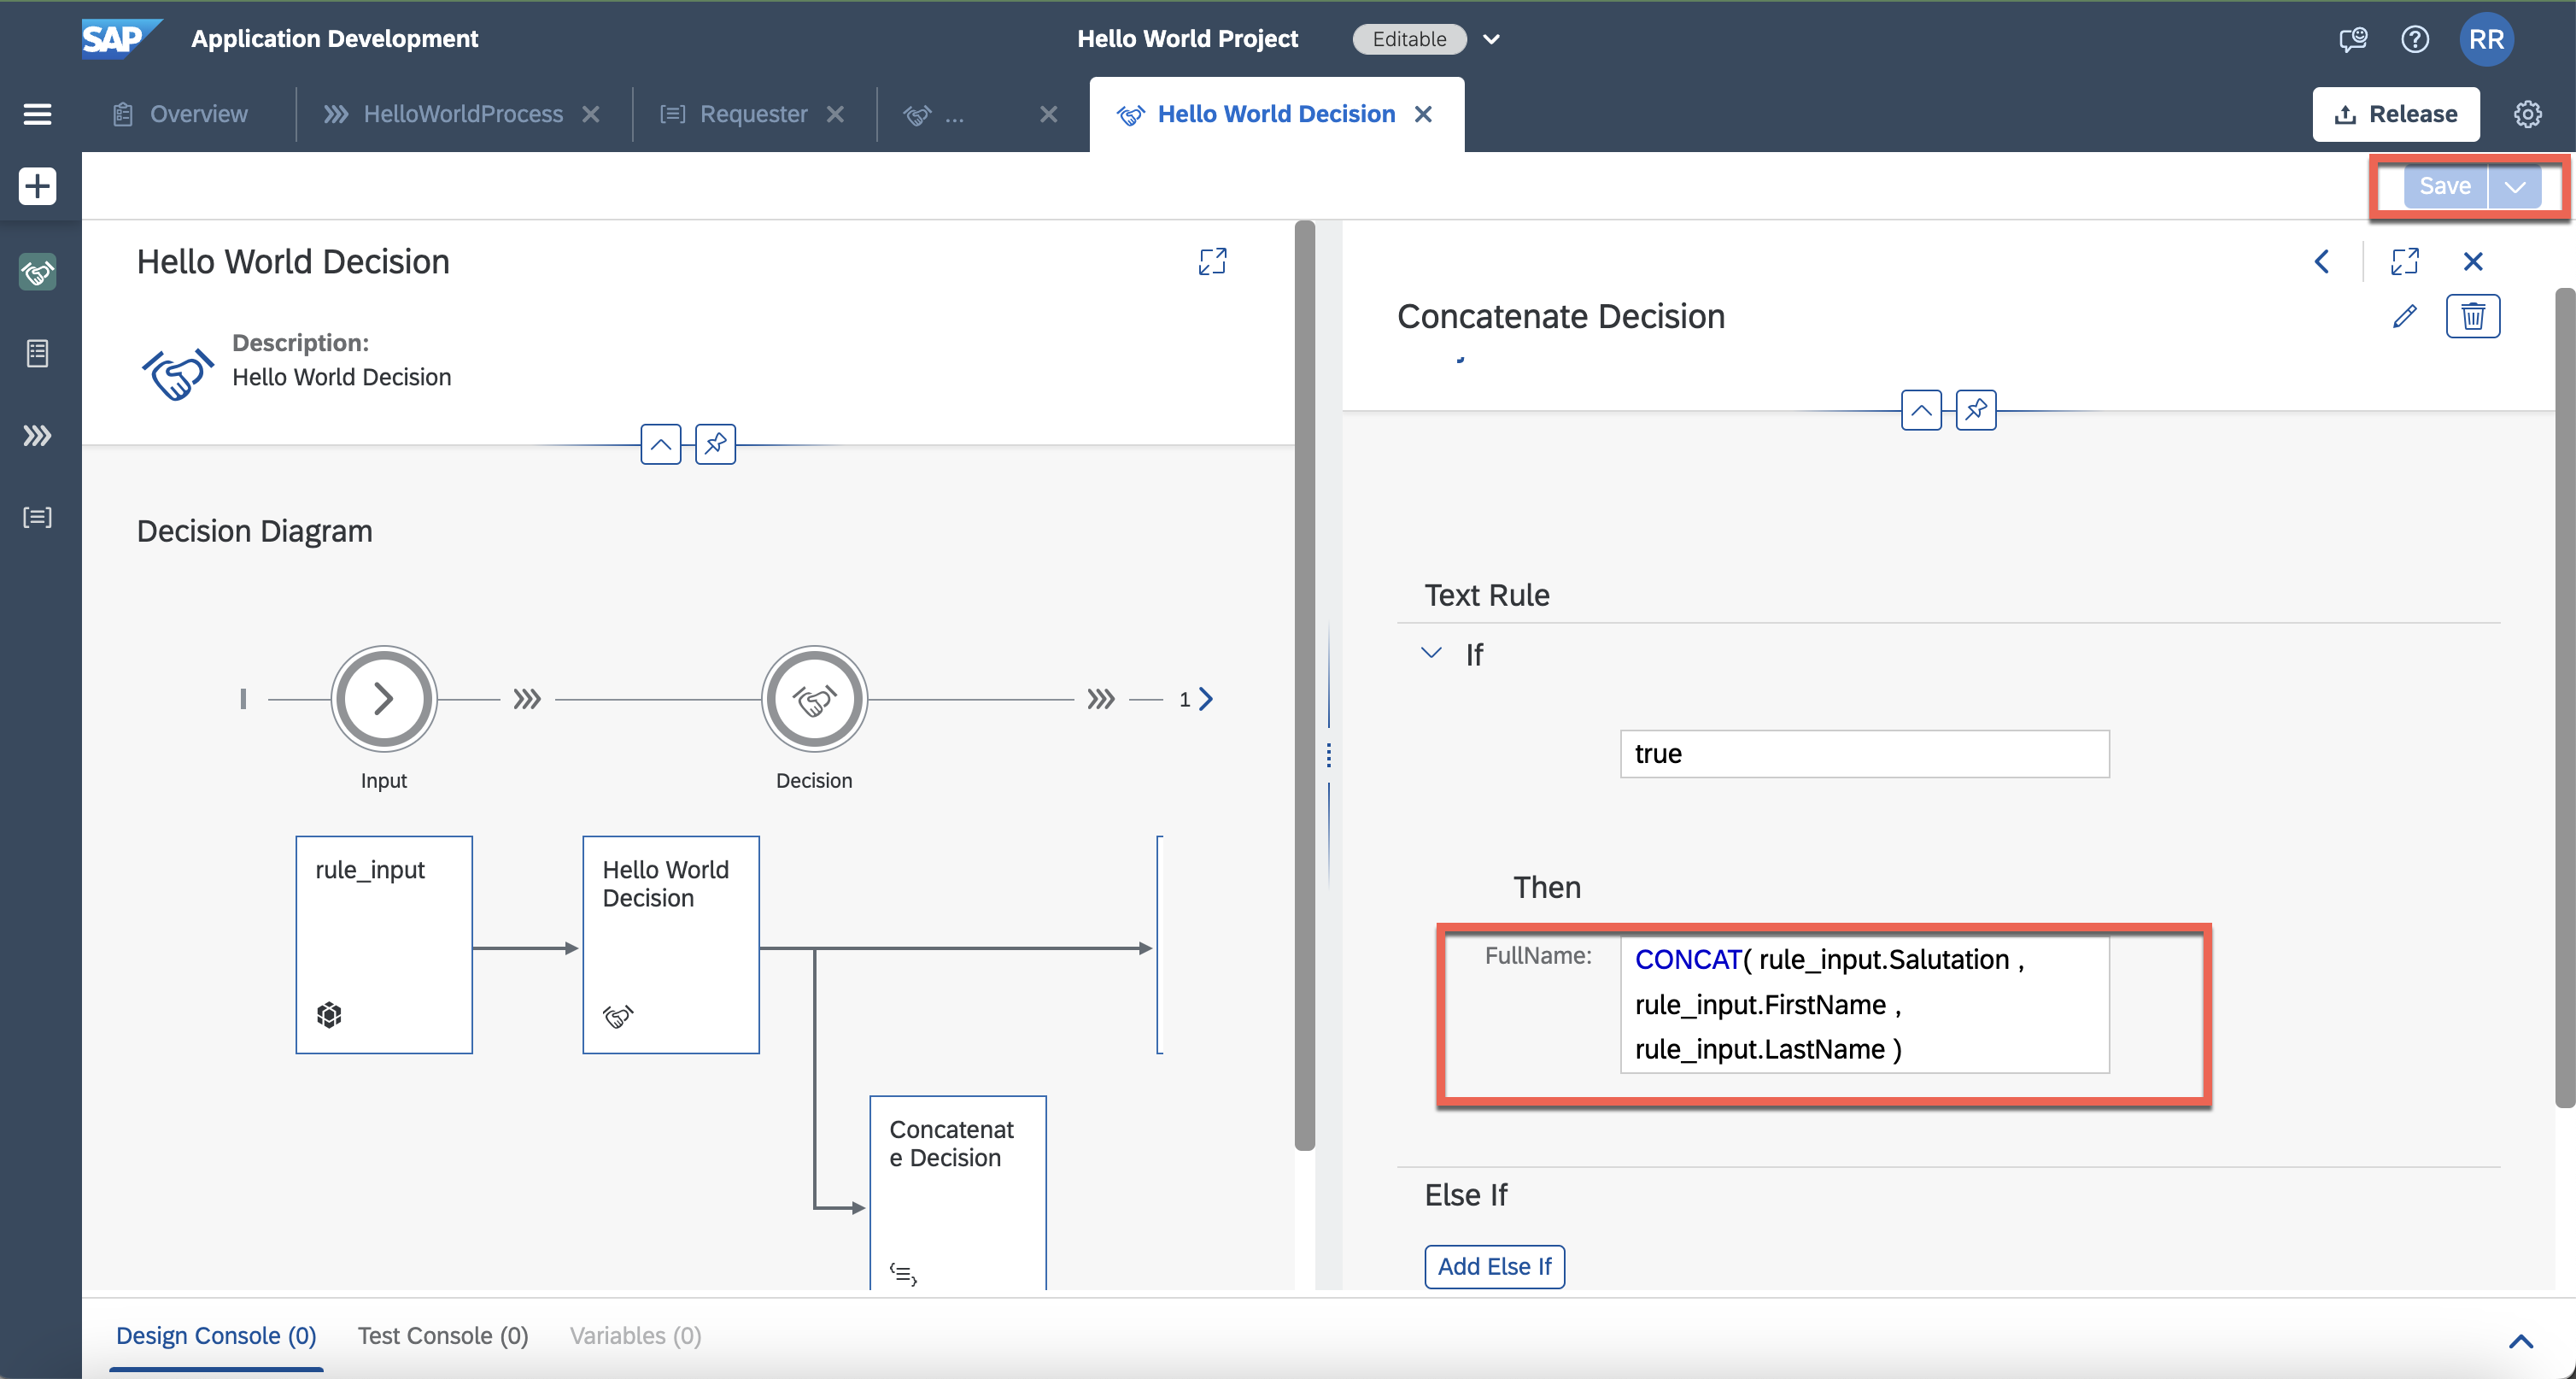 SAP Application Development
Hello World Project
Editable
RR
Overview
HelloWorldProcess
Requester
...
Hello World Decision
Release
Save
Hello World Decision
Description:
Hello World Decision
Decision Diagram
1
Input
Decision
rule_input
Hello World
Decision
Concatenat
e Decision
Concatenate Decision
Text Rule
If
true
Then
FullName:
CONCAT( rule_input.Salutation ,
rule_input.FirstName ,
rule_input.LastName )
Else If
Add Else If
Design Console (0)
Test Console (0)
Variables (0)